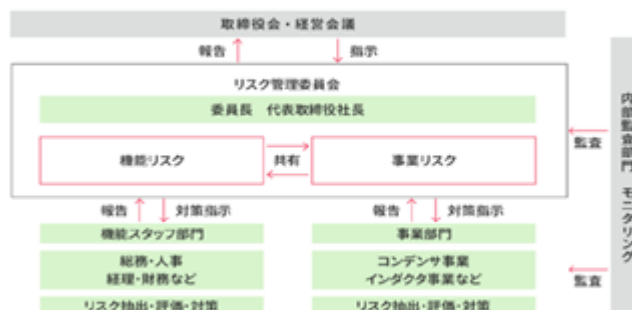 取締役会・経営会議
報告 指示
リスク管理委員会
委員長 代表取締役社長
機能リスク 共有 事業リスク
監査
報告 対策指示 報告 対策指示
機能スタッフ部門 事業部門
総務・人事 コンデンサ事業
経理・財務など インダクタ事業など
監査
リスク抽出・評価・対策 リスク抽出・評価・対策
内部監査部門 モニタリング